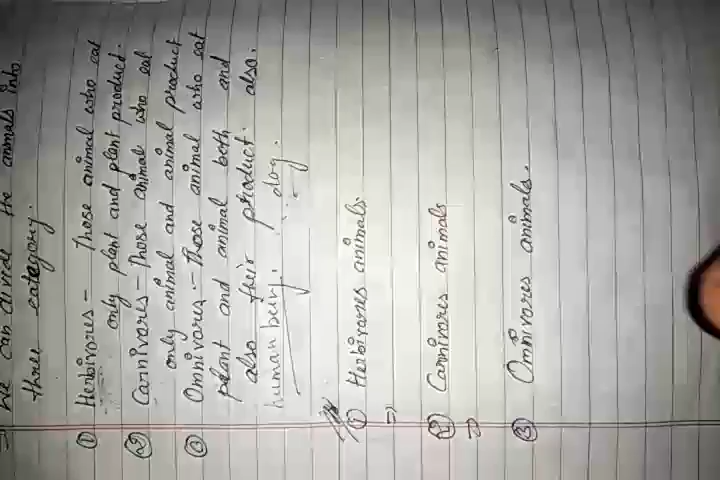 ⇒ We can divide the animals into
three category.
① Herbivores - Those animal who eat
only plant and plant product.
② Carnivores - Those animal who eat
only animal and animal product
③ Omnivores - Those animal who eat
plant and animal both and
also their product also.
human being. / dog.
① Herbivores animals.
⇒
② Carnivores animals
⇒
③ Omnivores animals.